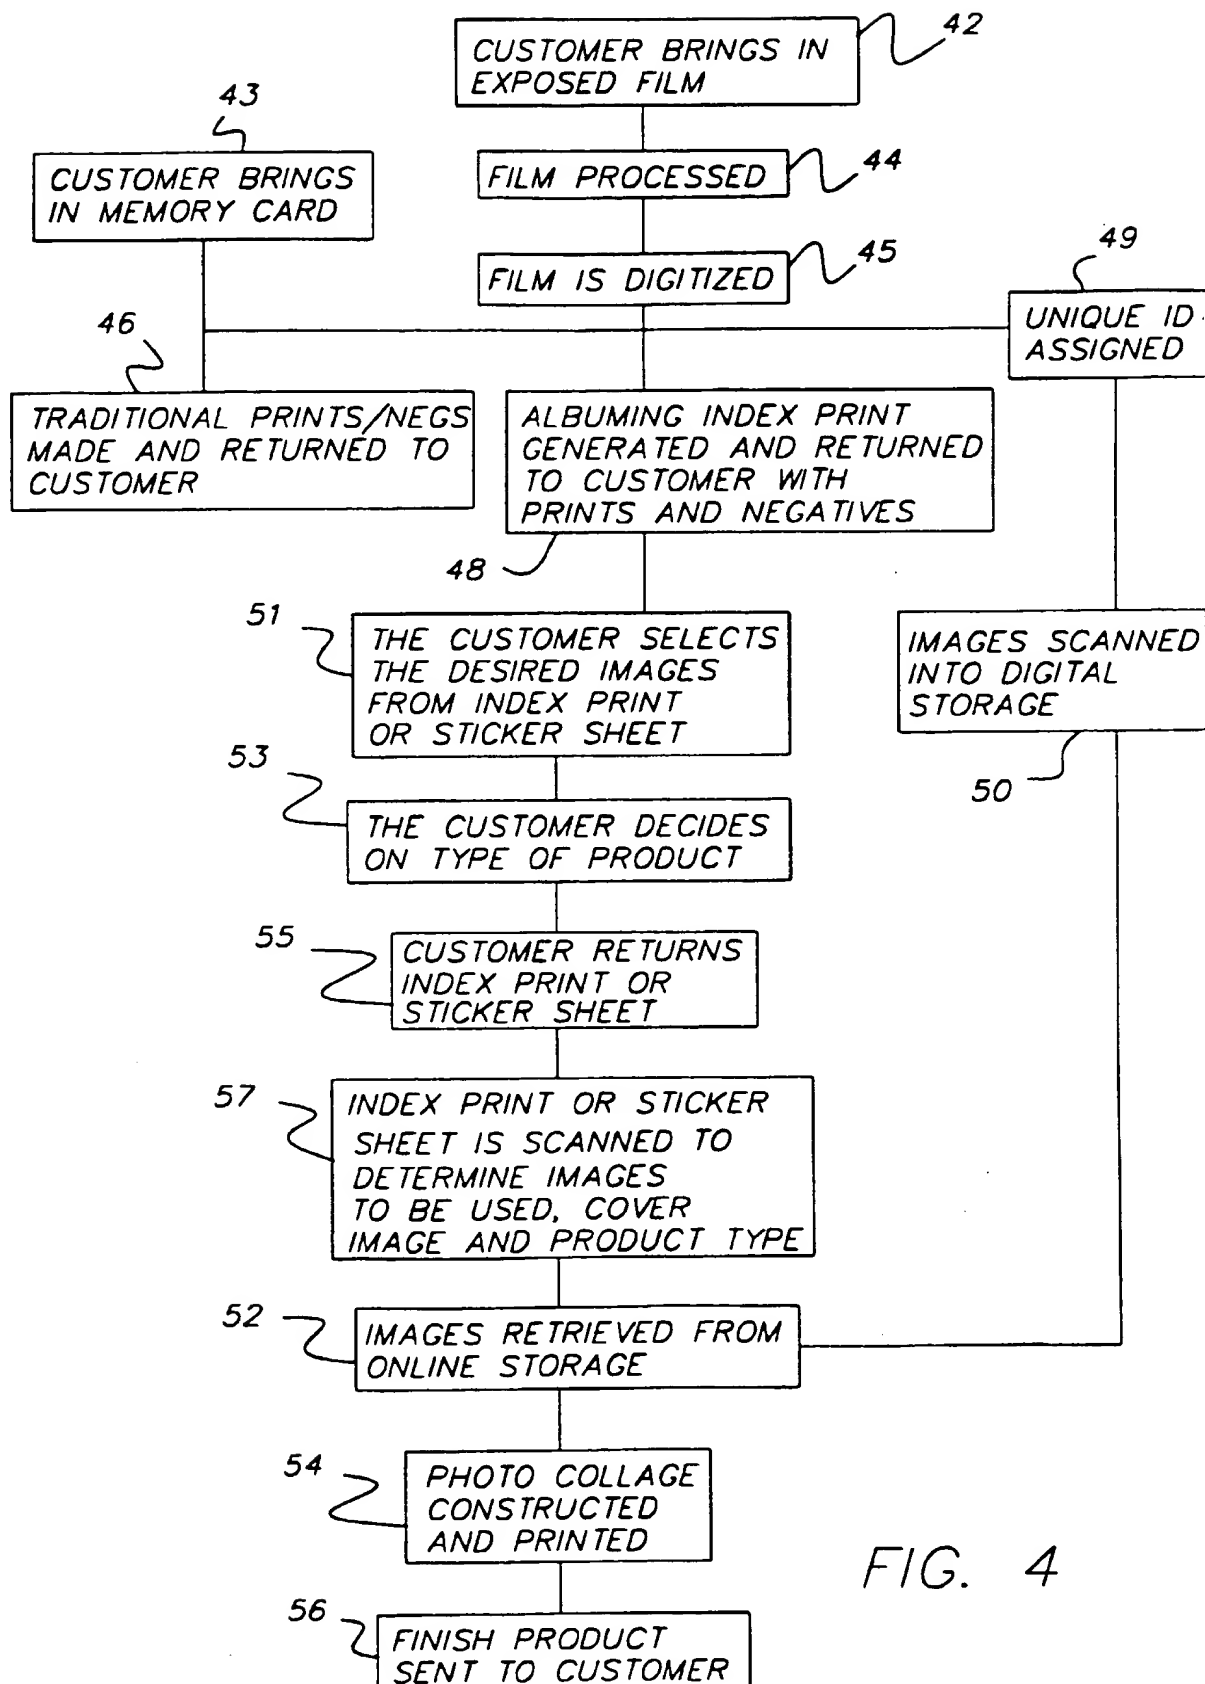 42
CUSTOMER BRINGS IN
EXPOSED FILM
43
CUSTOMER BRINGS
IN MEMORY CARD
44
FILM PROCESSED
45
FILM IS DIGITIZED
49
UNIQUE ID
ASSIGNED
46
TRADITIONAL PRINTS/NEGS
MADE AND RETURNED TO
CUSTOMER
ALBUMING INDEX PRINT
GENERATED AND RETURNED
TO CUSTOMER WITH
PRINTS AND NEGATIVES
48
51
THE CUSTOMER SELECTS
THE DESIRED IMAGES
FROM INDEX PRINT
OR STICKER SHEET
IMAGES SCANNED
INTO DIGITAL
STORAGE
50
53
THE CUSTOMER DECIDES
ON TYPE OF PRODUCT
55
CUSTOMER RETURNS
INDEX PRINT OR
STICKER SHEET
57
INDEX PRINT OR STICKER
SHEET IS SCANNED TO
DETERMINE IMAGES
TO BE USED, COVER
IMAGE AND PRODUCT TYPE
52
IMAGES RETRIEVED FROM
ONLINE STORAGE
54
PHOTO COLLAGE
CONSTRUCTED
AND PRINTED
56
FINISH PRODUCT
SENT TO CUSTOMER
FIG. 4